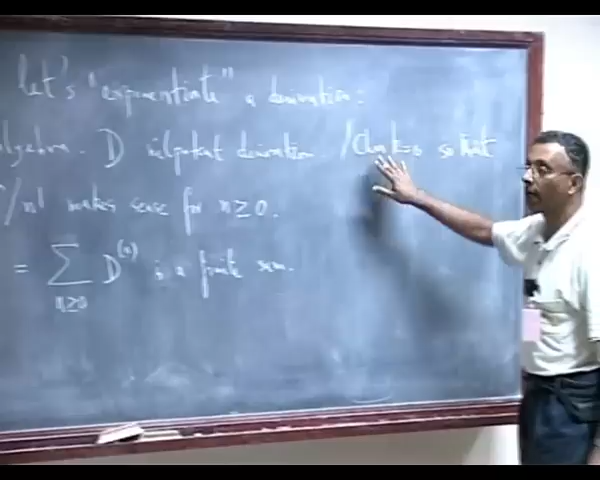 let's "exponentiate" a derivation:
algebra. D nilpotent derivation. / Char k=0 so that
/n! makes sense for n≥0.
= ∑ D⁽ⁿ⁾ is a finite sum.
n≥0